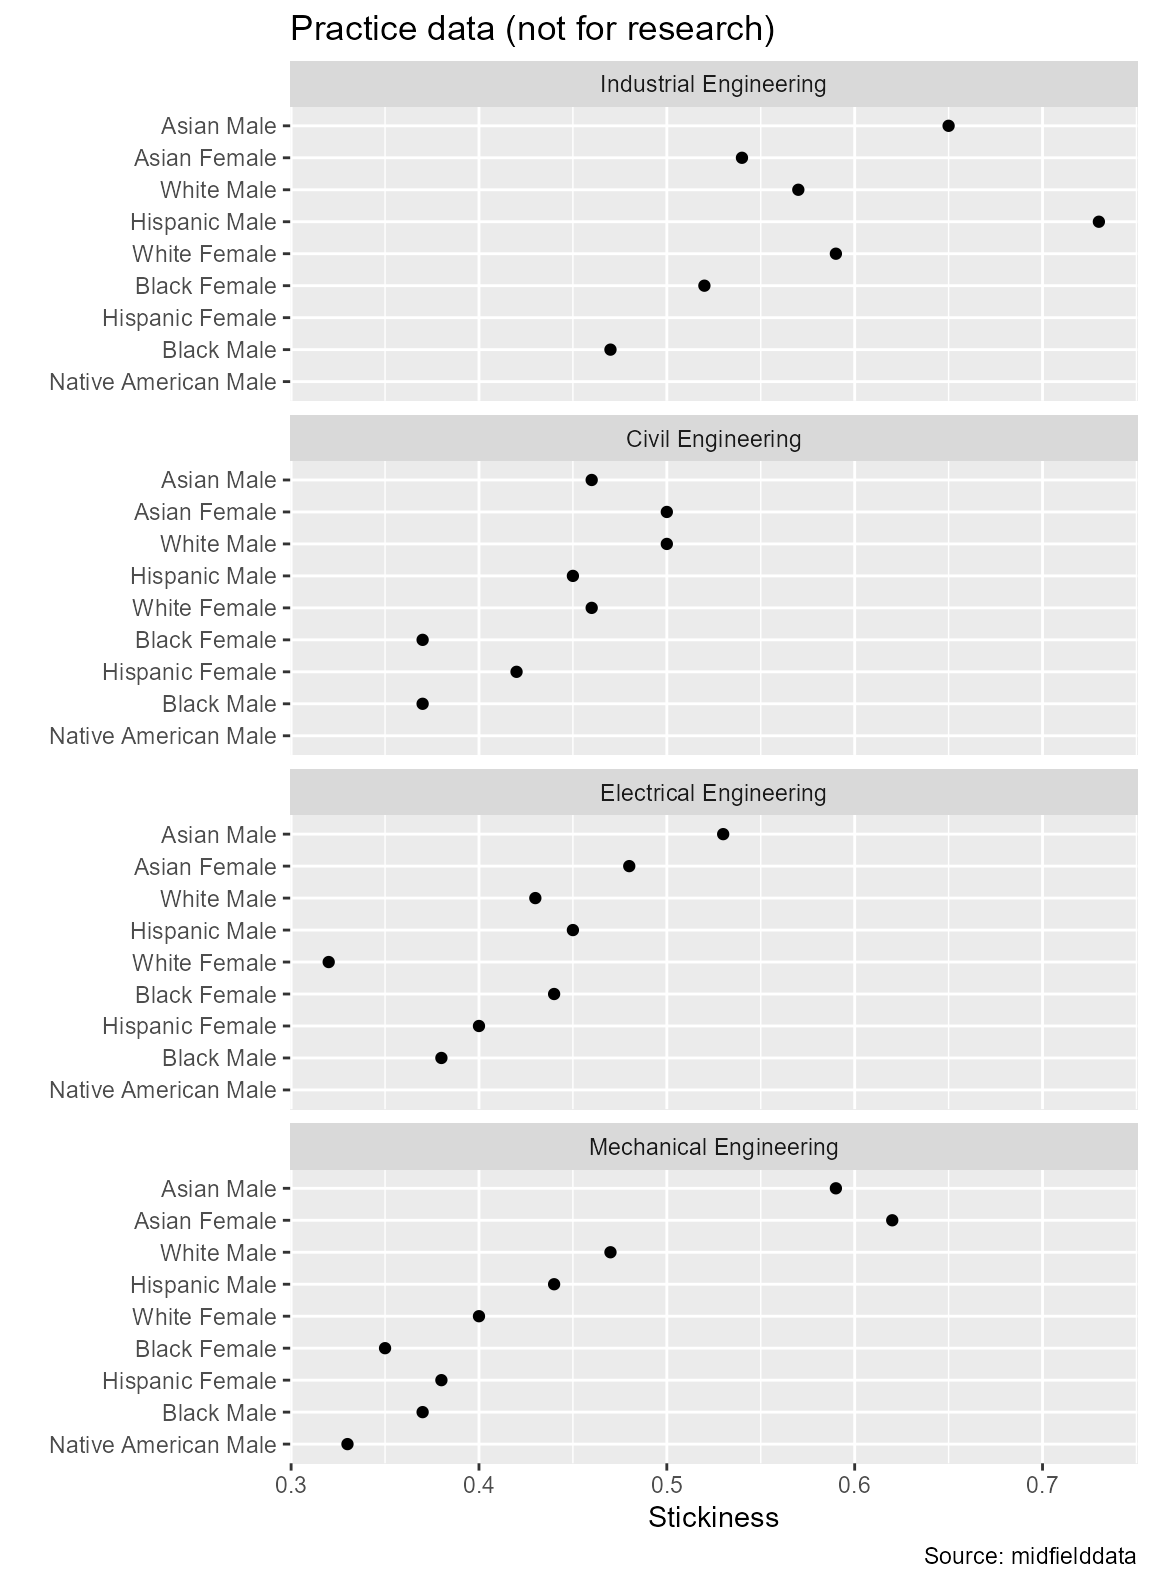 Practice data (not for research)
Industrial Engineering
Asian Male
Asian Female
White Male
Hispanic Male
White Female
Black Female
Hispanic Female
Black Male
Native American Male
Civil Engineering
Asian Male
Asian Female
White Male
Hispanic Male
White Female
Black Female
Hispanic Female
Black Male
Native American Male
Electrical Engineering
Asian Male
Asian Female
White Male
Hispanic Male
White Female
Black Female
Hispanic Female
Black Male
Native American Male
Mechanical Engineering
Asian Male
Asian Female
White Male
Hispanic Male
White Female
Black Female
Hispanic Female
Black Male
Native American Male
0.3 0.4 0.5 0.6 0.7
Stickiness
Source: midfielddata